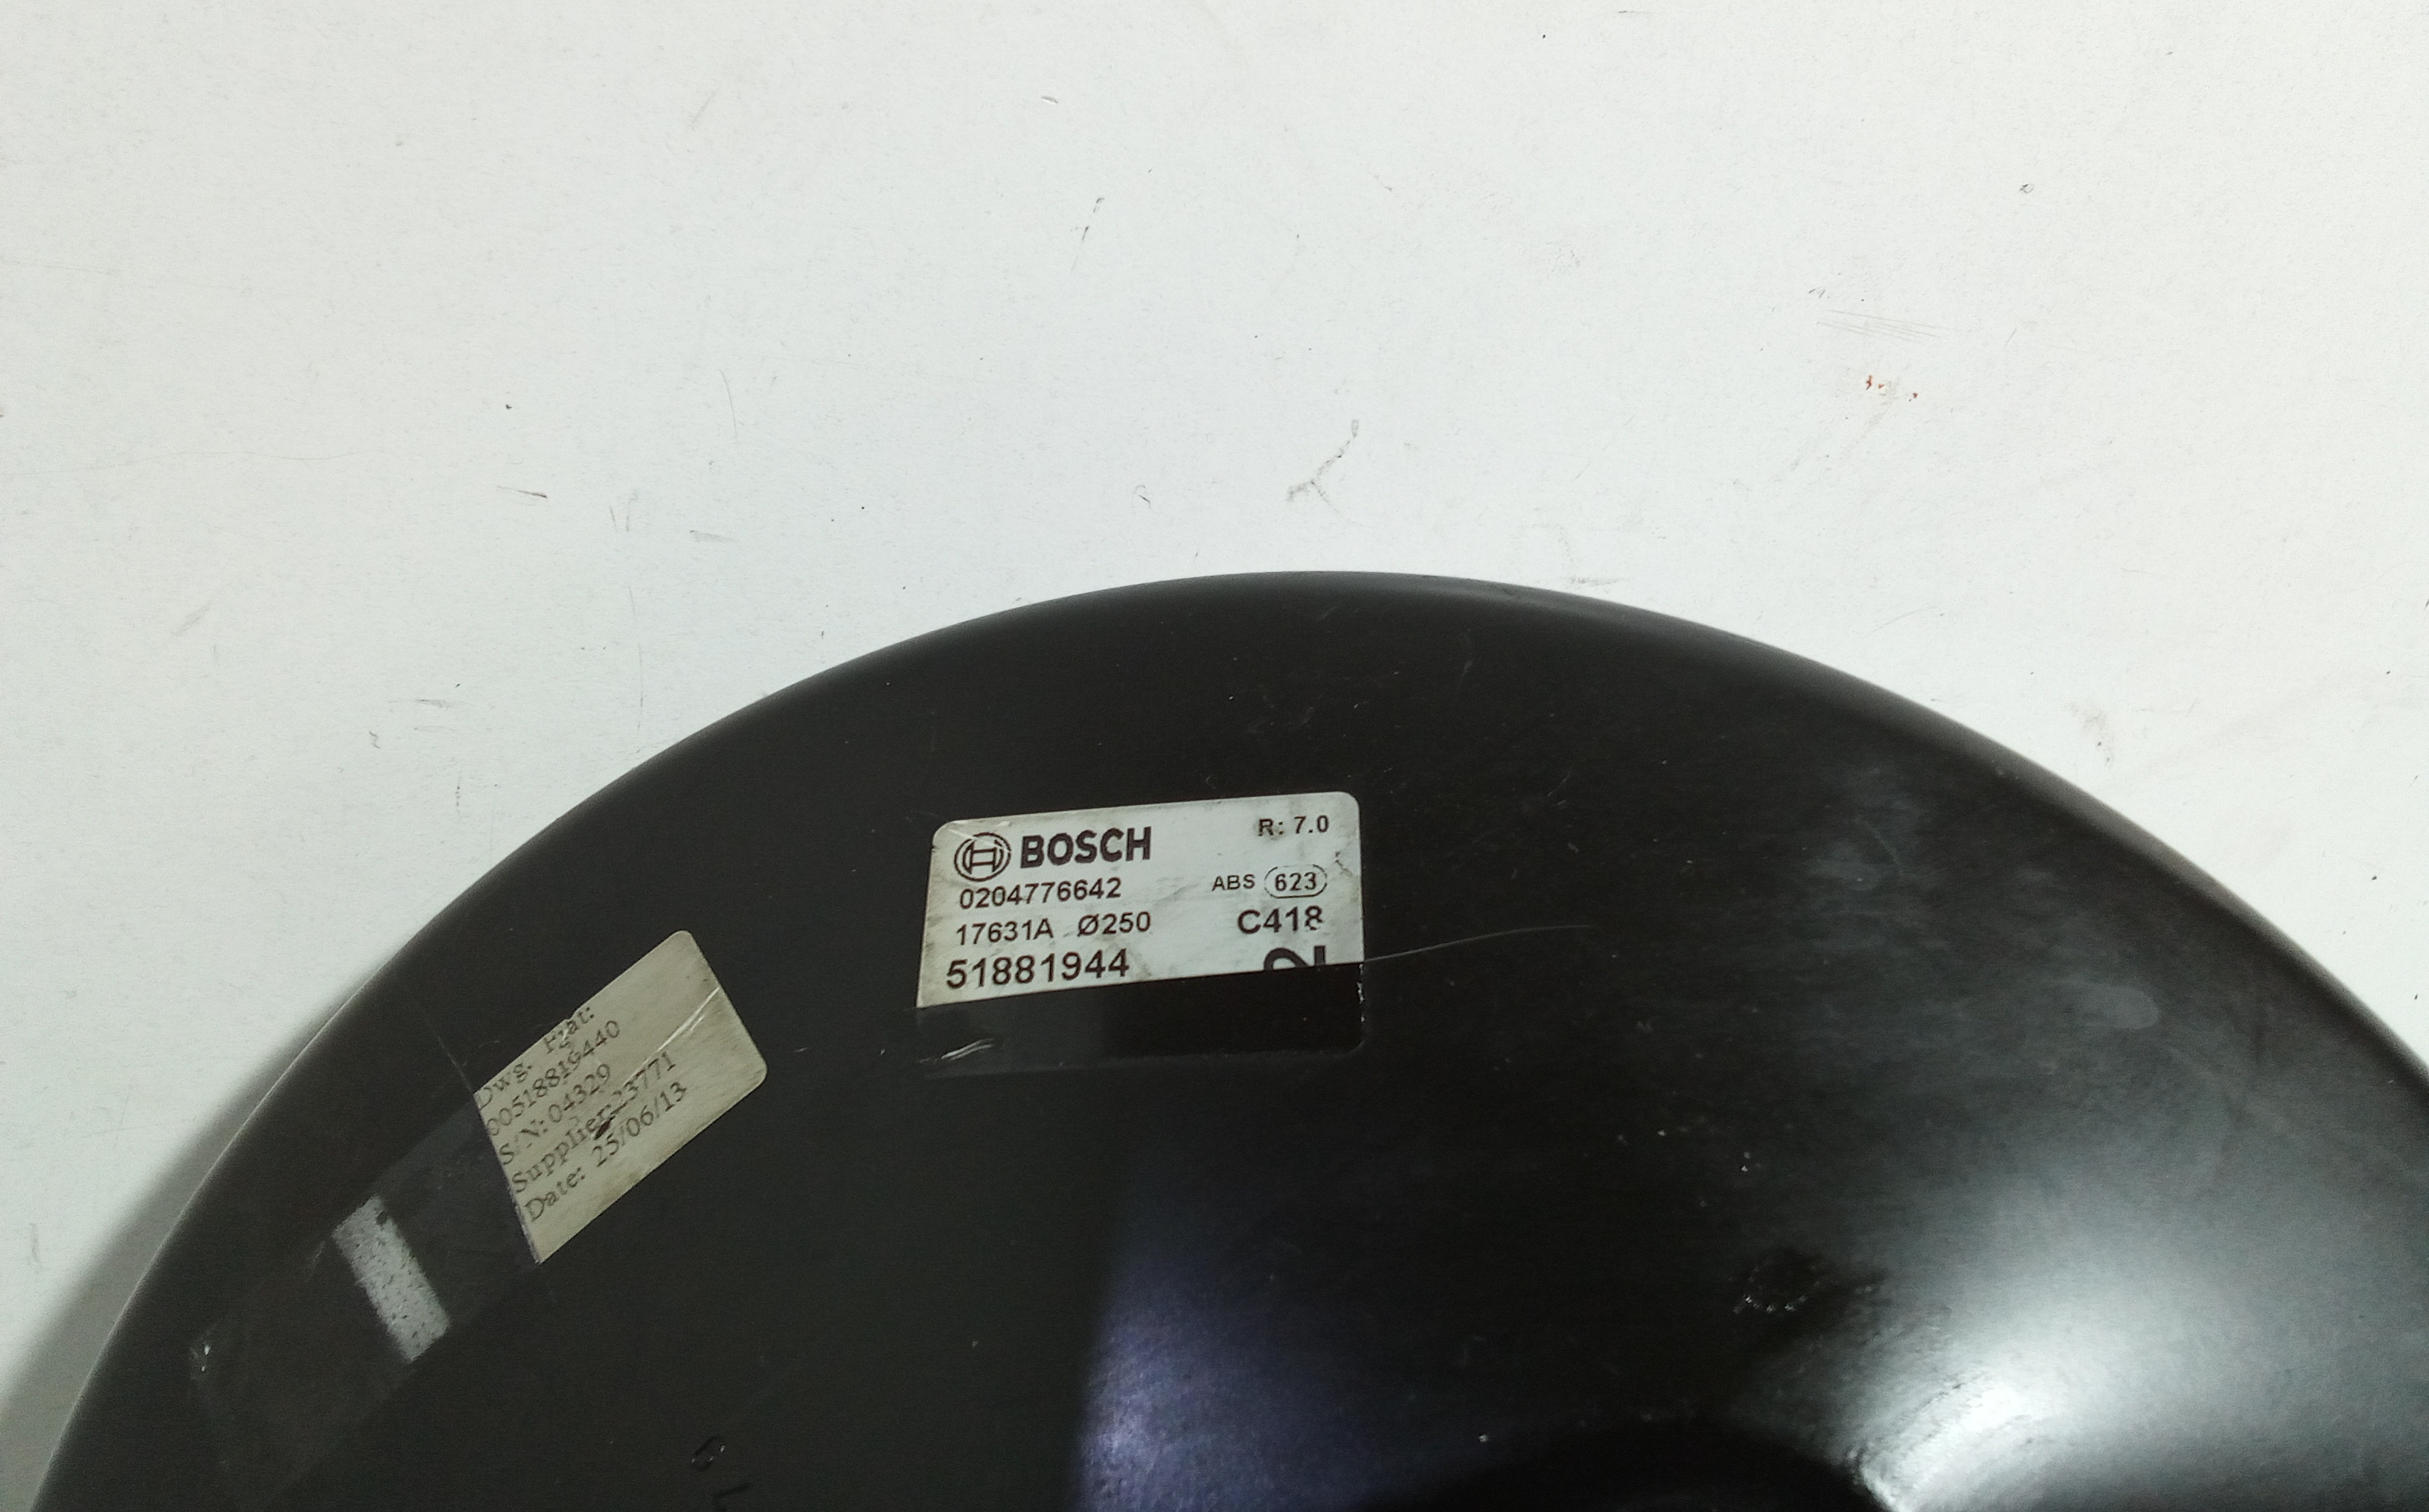 BOSCH R: 7.0
0204776642 ABS 623
17631A Ø250 C418
51881944 2
Dwg. Fiat:
00518819440
S/N: 04329
Supplier: 23771
Date: 25/06/13